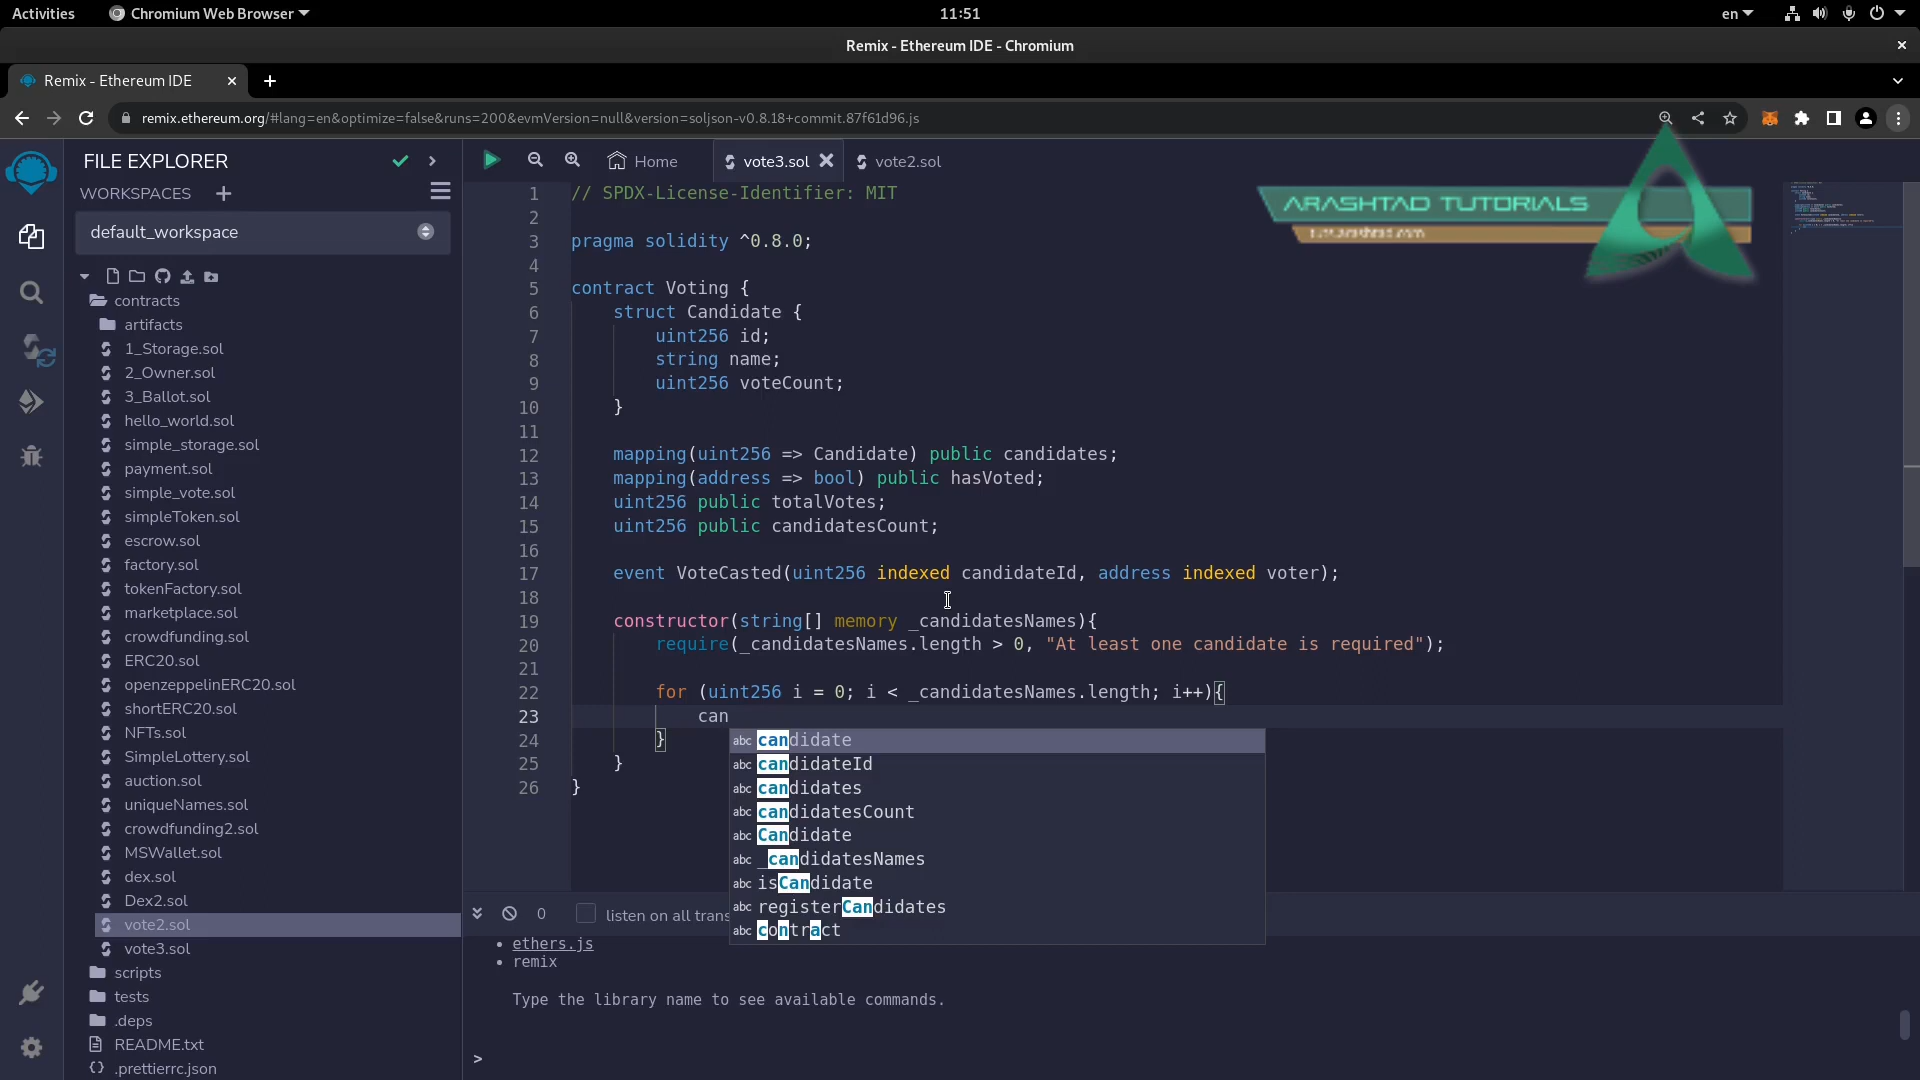 Activities
Chromium Web Browser
11:51
en
Remix - Ethereum IDE - Chromium
Remix - Ethereum IDE
remix.ethereum.org/#lang=en&optimize=false&runs=200&evmVersion=null&version=soljson-v0.8.18+commit.87f61d96.js
FILE EXPLORER
WORKSPACES
default_workspace
contracts
artifacts
1_Storage.sol
2_Owner.sol
3_Ballot.sol
hello_world.sol
simple_storage.sol
payment.sol
simple_vote.sol
simpleToken.sol
escrow.sol
factory.sol
tokenFactory.sol
marketplace.sol
crowdfunding.sol
ERC20.sol
openzeppelinERC20.sol
shortERC20.sol
NFTs.sol
SimpleLottery.sol
auction.sol
uniqueNames.sol
crowdfunding2.sol
MSWallet.sol
dex.sol
Dex2.sol
vote2.sol
vote3.sol
scripts
tests
.deps
README.txt
.prettierrc.json
Home
vote3.sol
vote2.sol
ARASHTAD TUTORIALS
tuts.arashtad.com
1 // SPDX-License-Identifier: MIT
2
3 pragma solidity ^0.8.0;
4
5 contract Voting {
6 struct Candidate {
7 uint256 id;
8 string name;
9 uint256 voteCount;
10 }
11
12 mapping(uint256 => Candidate) public candidates;
13 mapping(address => bool) public hasVoted;
14 uint256 public totalVotes;
15 uint256 public candidatesCount;
16
17 event VoteCasted(uint256 indexed candidateId, address indexed voter);
18
19 constructor(string[] memory _candidatesNames){
20 require(_candidatesNames.length > 0, "At least one candidate is required");
21
22 for (uint256 i = 0; i < _candidatesNames.length; i++){
23 can
24 }
25 }
26 }
abc candidate
abc candidateId
abc candidates
abc candidatesCount
abc Candidate
abc _candidatesNames
abc isCandidate
abc registerCandidates
abc contract
0
listen on all trans
• ethers.js
• remix
Type the library name to see available commands.
>